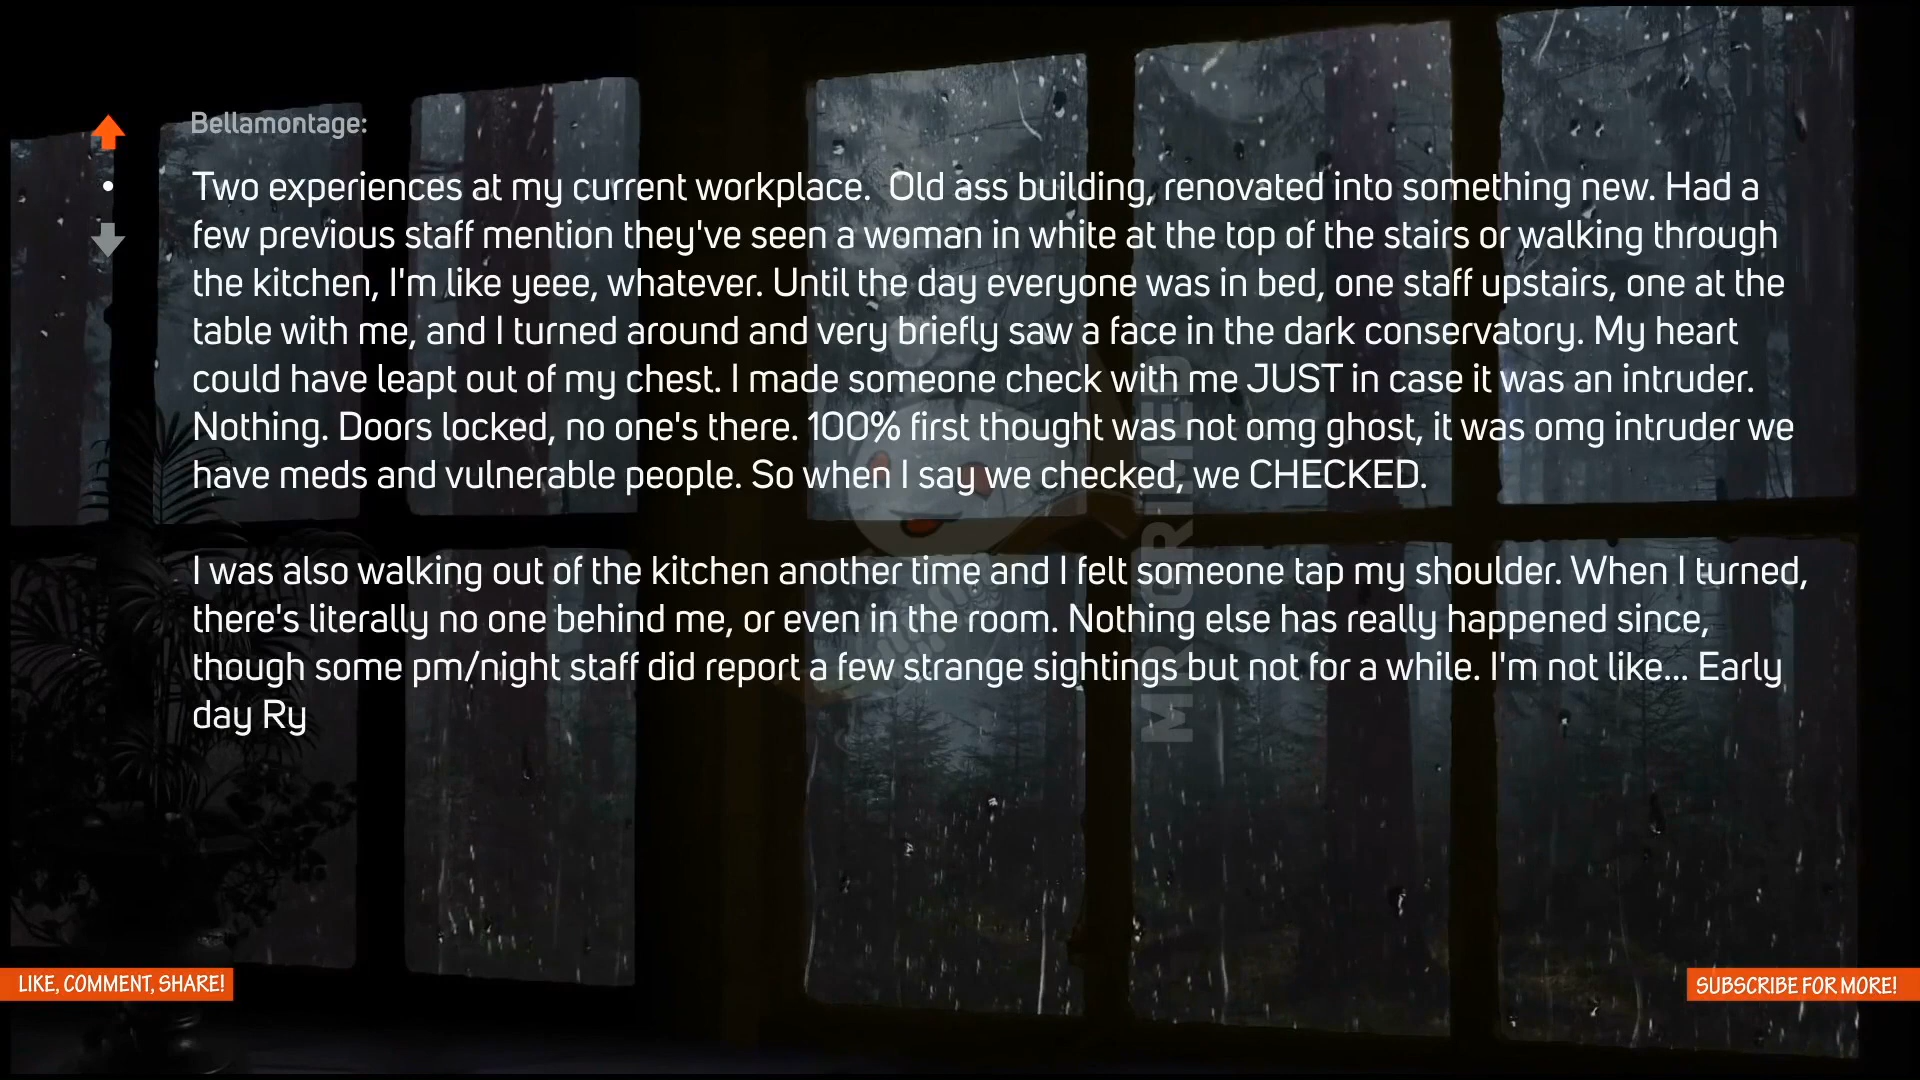 Bellamontage:
Two experiences at my current workplace.  Old ass building, renovated into something new. Had a
few previous staff mention they've seen a woman in white at the top of the stairs or walking through
the kitchen, I'm like yeee, whatever. Until the day everyone was in bed, one staff upstairs, one at the
table with me, and I turned around and very briefly saw a face in the dark conservatory. My heart
could have leapt out of my chest. I made someone check with me JUST in case it was an intruder.
Nothing. Doors locked, no one's there. 100% first thought was not omg ghost, it was omg intruder we
have meds and vulnerable people. So when I say we checked, we CHECKED.
I was also walking out of the kitchen another time and I felt someone tap my shoulder. When I turned,
there's literally no one behind me, or even in the room. Nothing else has really happened since,
though some pm/night staff did report a few strange sightings but not for a while. I'm not like... Early
day Ry
LIKE, COMMENT, SHARE!
SUBSCRIBE FOR MORE!